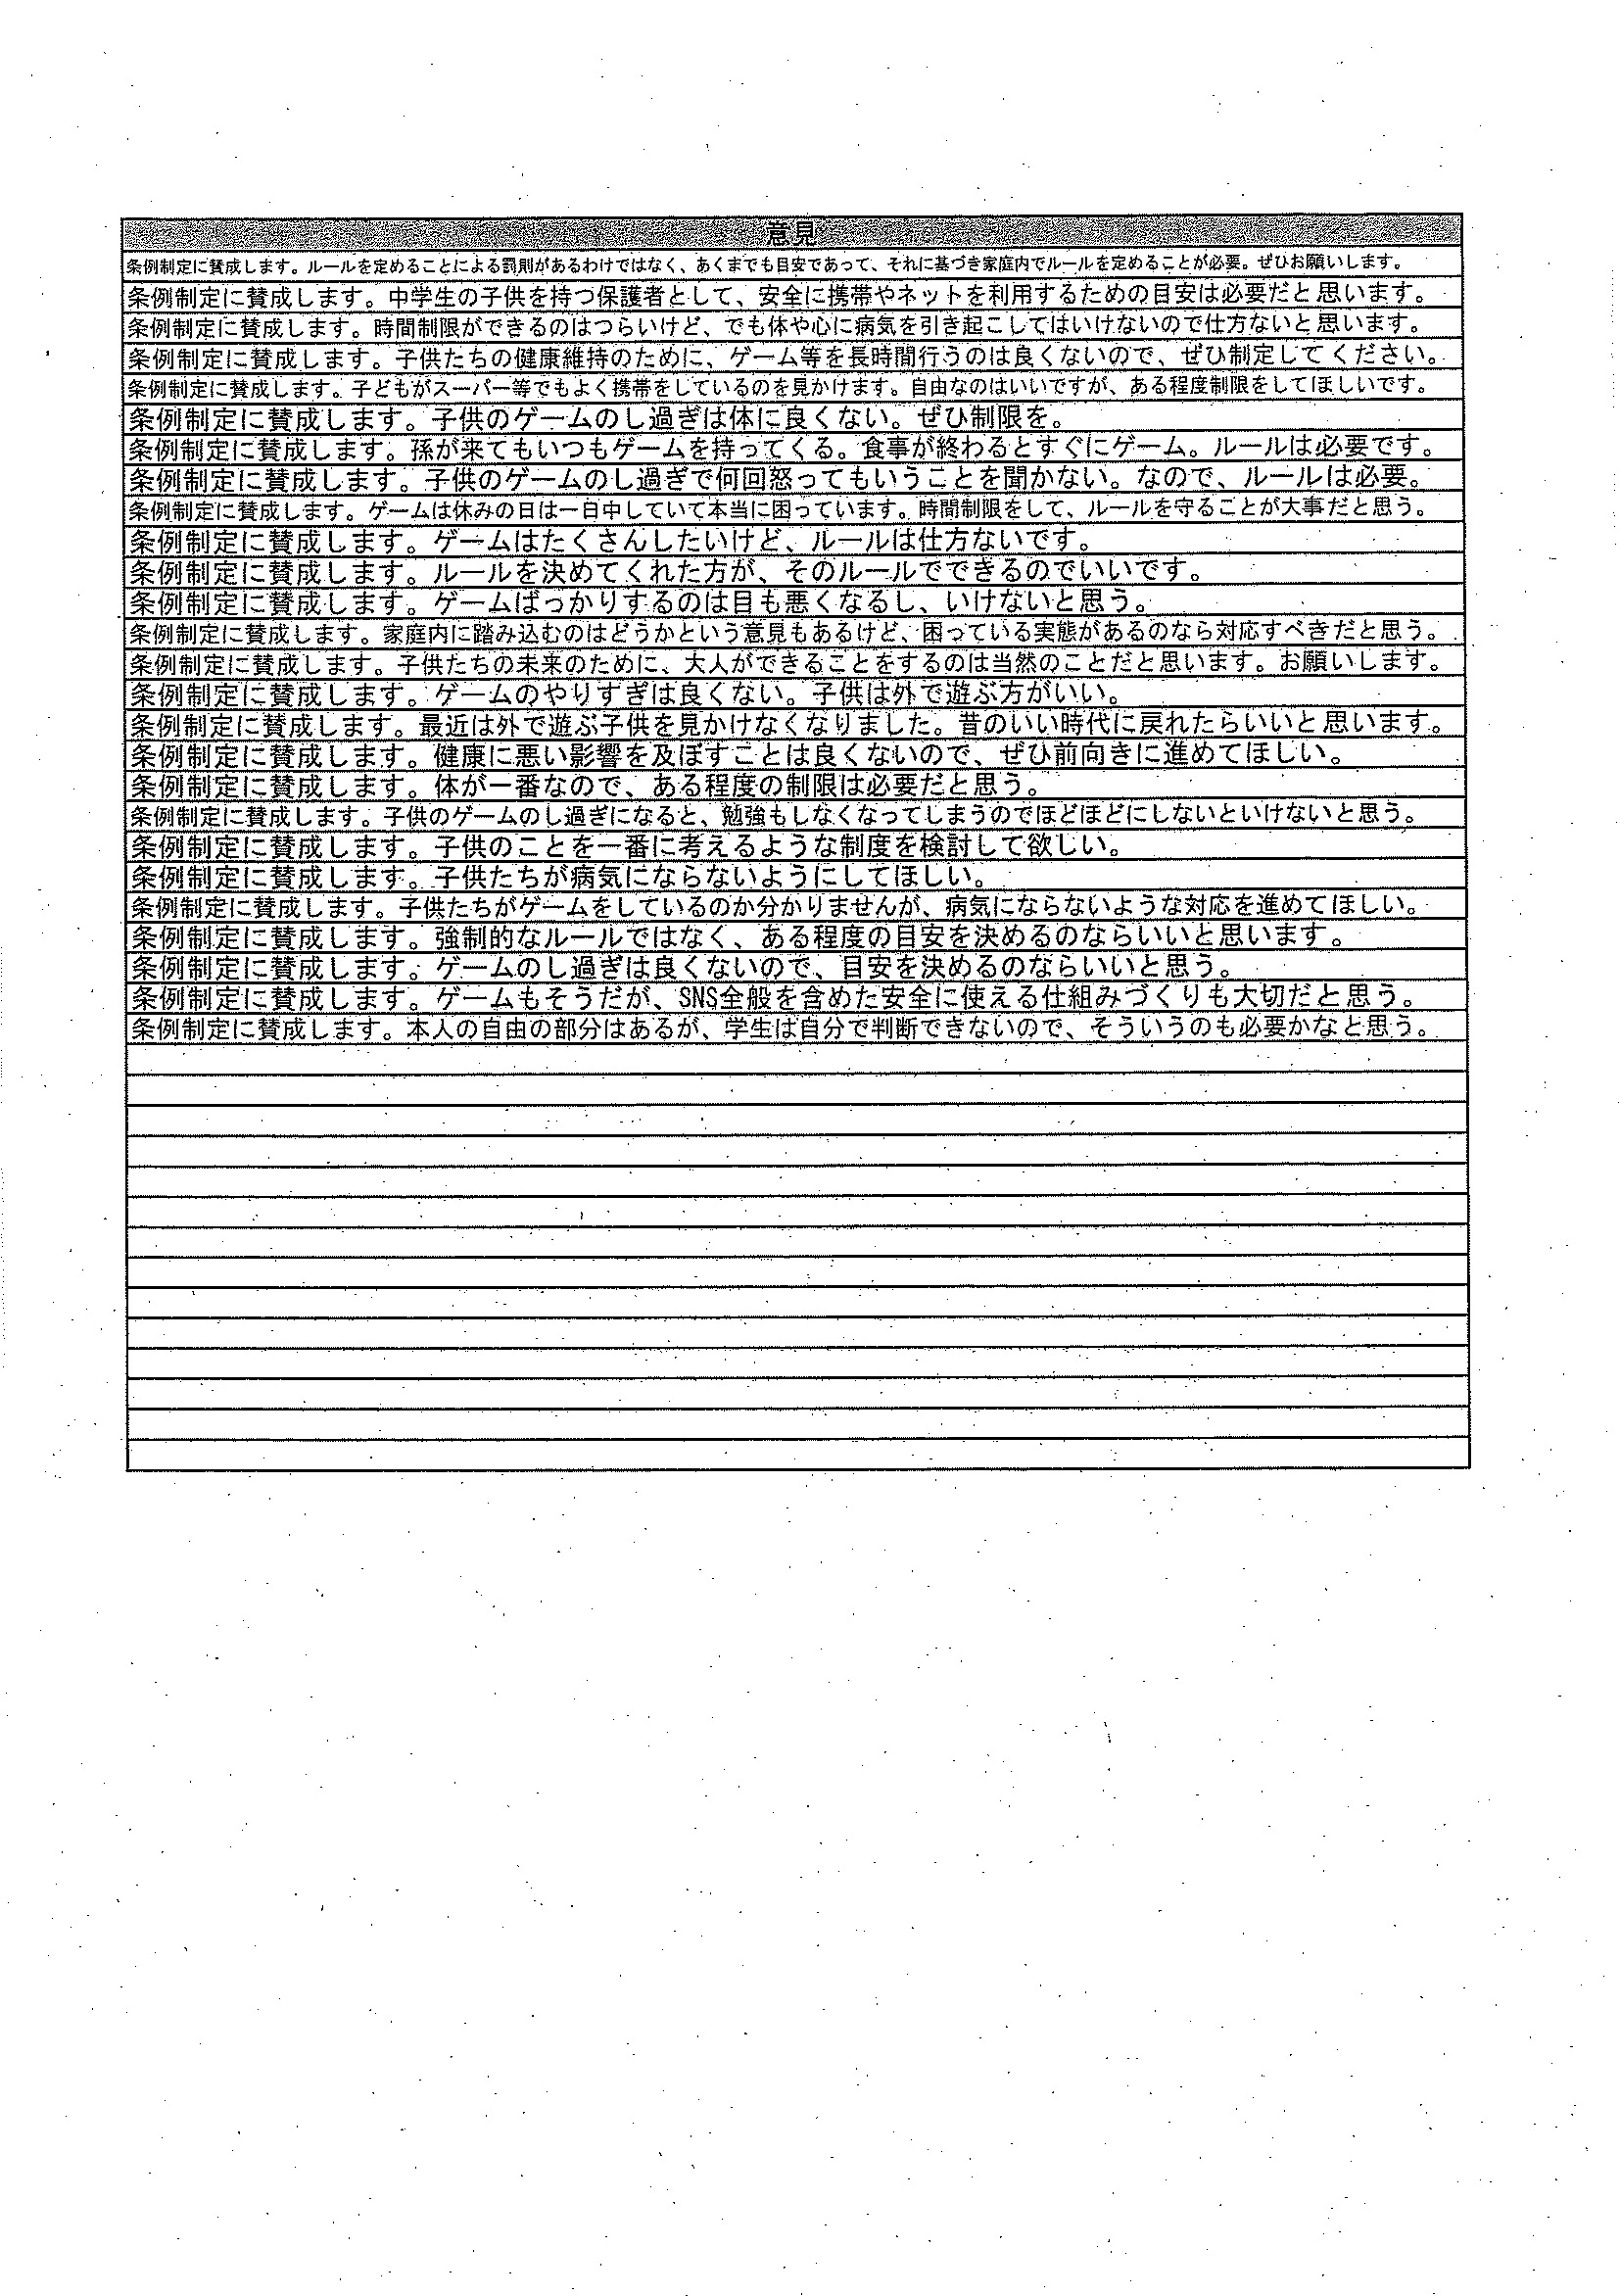 意見
条例制定に賛成します。ルールを定めることによる罰則があるわけではなく、あくまでも目安であって、それに基づき家庭内でルールを定めることが必要。ぜひお願いします。
条例制定に賛成します。中学生の子供を持つ保護者として、安全に携帯やネットを利用するための目安は必要だと思います。
条例制定に賛成します。時間制限ができるのはつらいけど、でも体や心に病気を引き起こしてはいけないので仕方ないと思います。
条例制定に賛成します。子供たちの健康維持のために、ゲーム等を長時間行うのは良くないので、ぜひ制定してください。
条例制定に賛成します。子どもがスーパー等でもよく携帯をしているのを見かけます。自由なのはいいですが、ある程度制限をしてほしいです。
条例制定に賛成します。子供のゲームのし過ぎは体に良くない。ぜひ制限を。
条例制定に賛成します。孫が来てもいつもゲームを持ってくる。食事が終わるとすぐにゲーム。ルールは必要です。
条例制定に賛成します。子供のゲームのし過ぎで何回怒ってもいうことを聞かない。なので、ルールは必要。
条例制定に賛成します。ゲームは休みの日は一日中していて本当に困っています。時間制限をして、ルールを守ることが大事だと思う。
条例制定に賛成します。ゲームはたくさんしたいけど、ルールは仕方ないです。
条例制定に賛成します。ルールを決めてくれた方が、そのルールでできるのでいいです。
条例制定に賛成します。ゲームばっかりするのは目も悪くなるし、いけないと思う。
条例制定に賛成します。家庭内に踏み込むのはどうかという意見もあるけど、困っている実態があるのなら対応すべきだと思う。
条例制定に賛成します。子供たちの未来のために、大人ができることをするのは当然のことだと思います。お願いします。
条例制定に賛成します。ゲームのやりすぎは良くない。子供は外で遊ぶ方がいい。
条例制定に賛成します。最近は外で遊ぶ子供を見かけなくなりました。昔のいい時代に戻れたらいいと思います。
条例制定に賛成します。健康に悪い影響を及ぼすことは良くないので、ぜひ前向きに進めてほしい。
条例制定に賛成します。体が一番なので、ある程度の制限は必要だと思う。
条例制定に賛成します。子供のゲームのし過ぎになると、勉強もしなくなってしまうのでほどほどにしないといけないと思う。
条例制定に賛成します。子供のことを一番に考えるような制度を検討して欲しい。
条例制定に賛成します。子供たちが病気にならないようにしてほしい。
条例制定に賛成します。子供たちがゲームをしているのか分かりませんが、病気にならないような対応を進めてほしい。
条例制定に賛成します。強制的なルールではなく、ある程度の目安を決めるのならいいと思います。
条例制定に賛成します。ゲームのし過ぎは良くないので、目安を決めるのならいいと思う。
条例制定に賛成します。ゲームもそうだが、SNS全般を含めた安全に使える仕組みづくりも大切だと思う。
条例制定に賛成します。本人の自由の部分はあるが、学生は自分で判断できないので、そういうのも必要かなと思う。